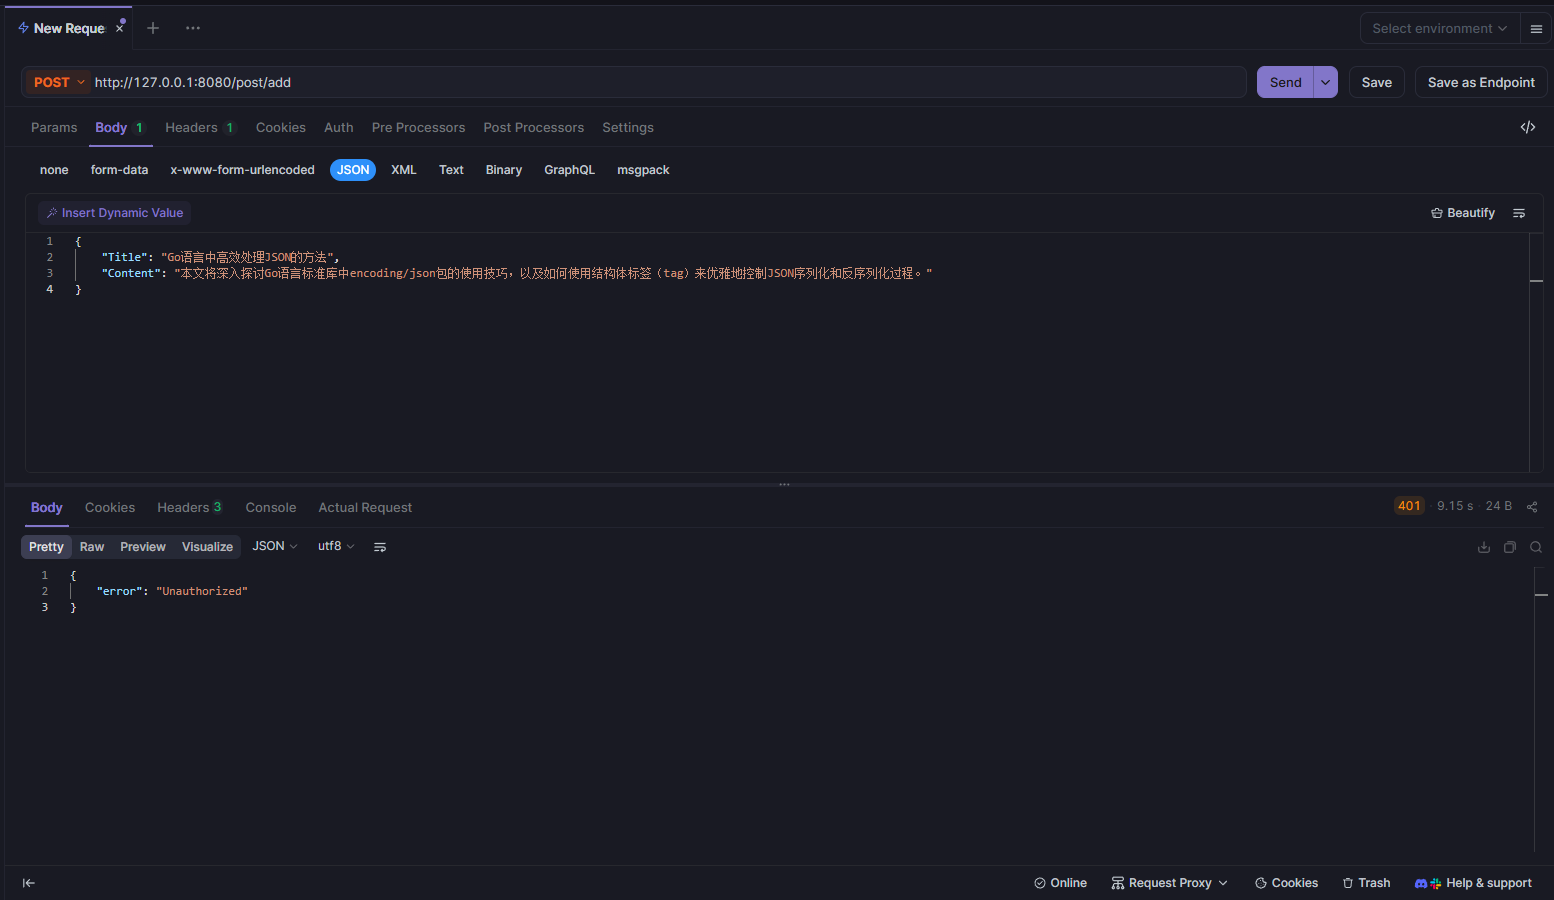 New Reque
Select environment
POST http://127.0.0.1:8080/post/add Send Save Save as Endpoint
Params Body 1 Headers 1 Cookies Auth Pre Processors Post Processors Settings </>
none form-data x-www-form-urlencoded JSON XML Text Binary GraphQL msgpack
Insert Dynamic Value Beautify
1 {
2 "Title": "Go语言中高效处理JSON的方法",
3 "Content": "本文将深入探讨Go语言标准库中encoding/json包的使用技巧，以及如何使用结构体标签（tag）来优雅地控制JSON序列化和反序列化过程。"
4 }
Body Cookies Headers 3 Console Actual Request 401 · 9.15 s · 24 B
Pretty Raw Preview Visualize JSON utf8
1 {
2 "error": "Unauthorized"
3 }
Online Request Proxy Cookies Trash Help & support